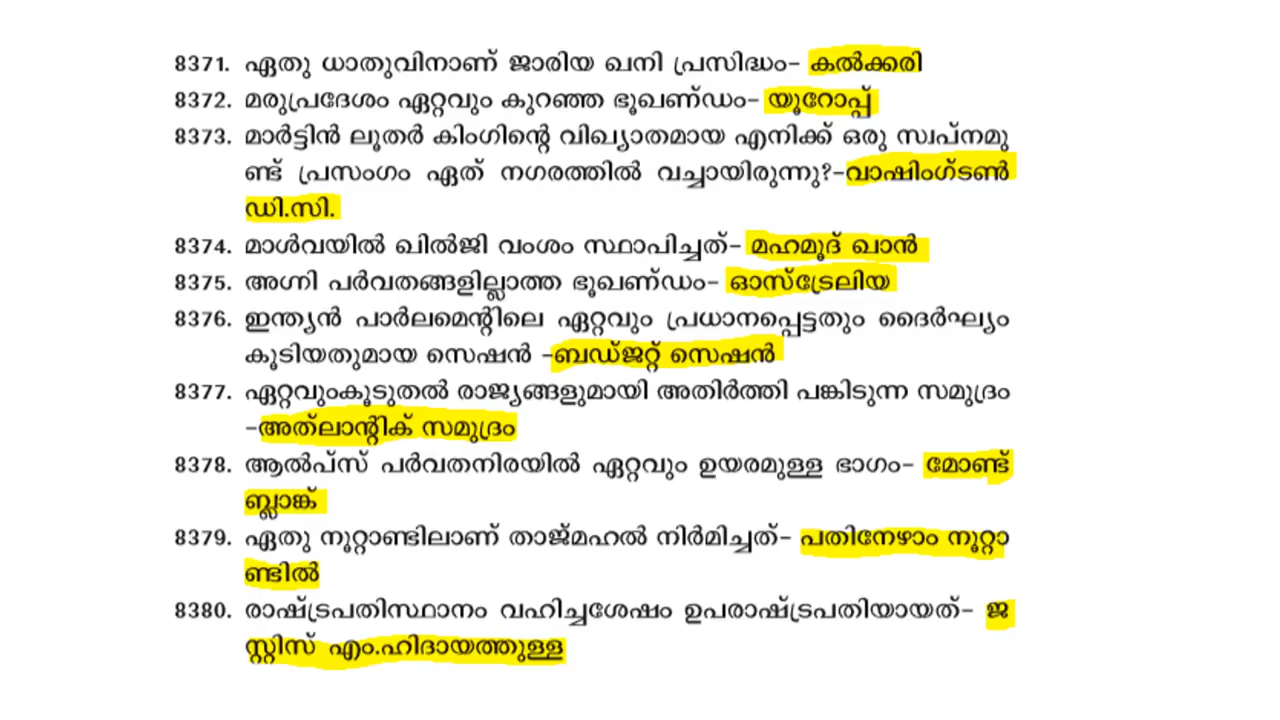 8371. ഏതു ധാതുവിനാണ് ജാരിയ ഖനി പ്രസിദ്ധം- കൽക്കരി
8372. മരുപ്രദേശം ഏറ്റവും കുറഞ്ഞ ഭൂഖണ്ഡം- യൂറോപ്പ്
8373. മാർട്ടിൻ ലൂതർ കിംഗിന്റെ വിഖ്യാതമായ എനിക്ക് ഒരു സ്വപ്നമു
ണ്ട് പ്രസംഗം ഏത് നഗരത്തിൽ വച്ചായിരുന്നു?-വാഷിംഗ്ടൺ
ഡി.സി.
8374. മാൾവയിൽ ഖിൽജി വംശം സ്ഥാപിച്ചത്- മഹമൂദ് ഖാൻ
8375. അഗ്നി പർവതങ്ങളില്ലാത്ത ഭൂഖണ്ഡം- ഓസ്ട്രേലിയ
8376. ഇന്ത്യൻ പാർലമെന്റിലെ ഏറ്റവും പ്രധാനപ്പെട്ടതും ദൈർഘ്യം
കൂടിയതുമായ സെഷൻ -ബഡ്ജറ്റ് സെഷൻ
8377. ഏറ്റവുംകൂടുതൽ രാജ്യങ്ങളുമായി അതിർത്തി പങ്കിടുന്ന സമുദ്രം
-അത്‌ലാന്റിക് സമുദ്രം
8378. ആൽപ്സ് പർവതനിരയിൽ ഏറ്റവും ഉയരമുള്ള ഭാഗം- മോണ്ട്
ബ്ലാങ്ക്
8379. ഏതു നൂറ്റാണ്ടിലാണ് താജ്മഹൽ നിർമിച്ചത്- പതിനേഴാം നൂറ്റാ
ണ്ടിൽ
8380. രാഷ്ട്രപതിസ്ഥാനം വഹിച്ചശേഷം ഉപരാഷ്ട്രപതിയായത്- ജ
സ്റ്റിസ് എം.ഹിദായത്തുള്ള